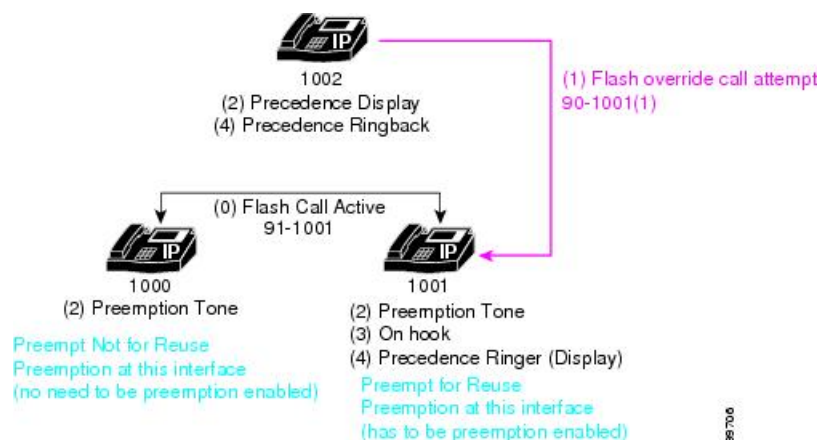 IP
1002
(2) Precedence Display
(4) Precedence Ringback
(1) Flash override call attempt
90-1001(1)
(0) Flash Call Active
91-1001
IP
1000
(2) Preemption Tone
Preempt Not for Reuse
Preemption at this interface
(no need to be preemption enabled)
IP
1001
(2) Preemption Tone
(3) On hook
(4) Precedence Ringer (Display)
Preempt for Reuse
Preemption at this interface
(has to be preemption enabled)